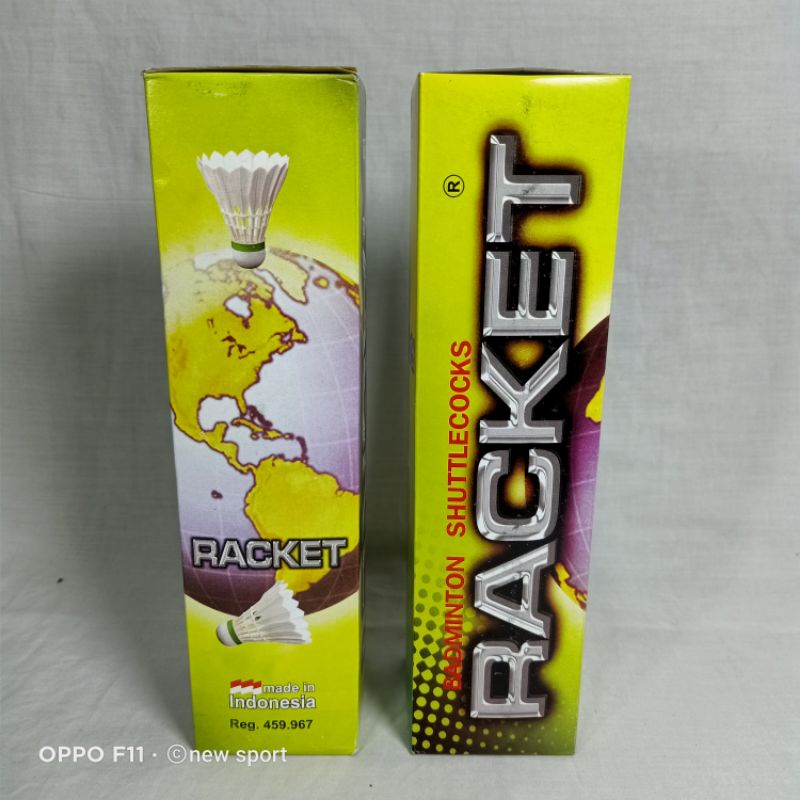 RACKET
made in
Indonesia
Reg. 459.967
RACKET
®
BADMINTON SHUTTLECOCKS
OPPO F11 · ©new sport